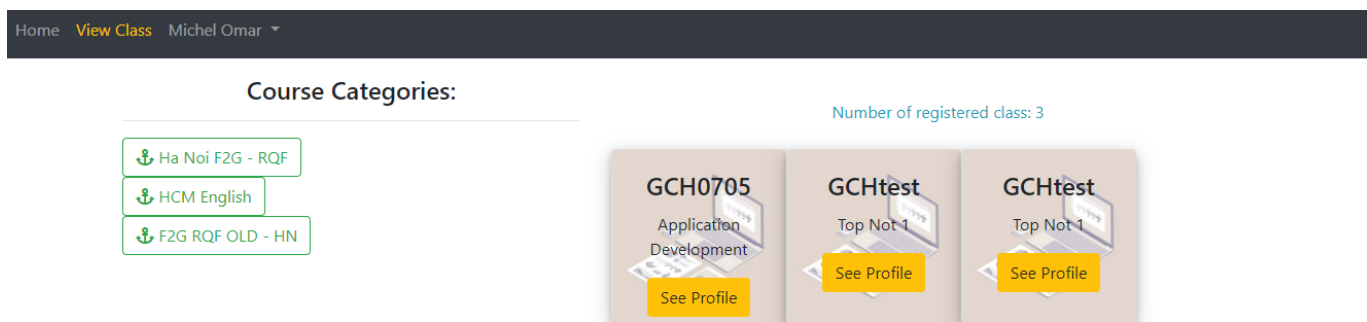 Home View Class Michel Omar
Course Categories:
Number of registered class: 3
Ha Noi F2G - RQF
HCM English
F2G RQF OLD - HN
GCH0705
Application
Development
See Profile
GCHtest
Top Not 1
See Profile
GCHtest
Top Not 1
See Profile